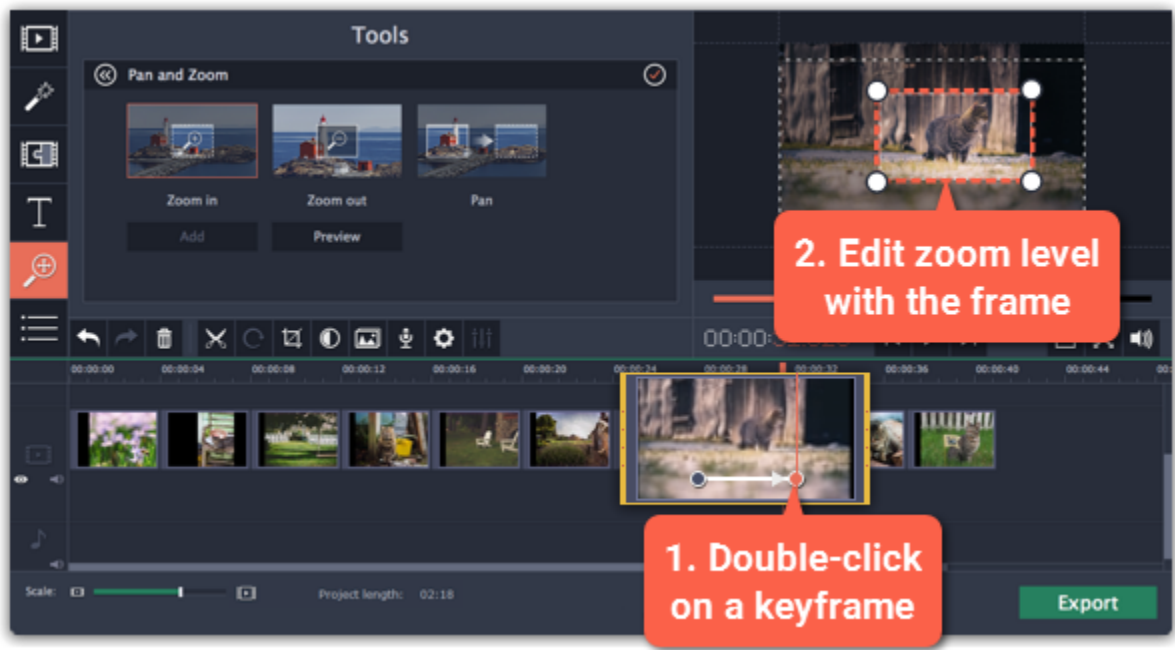 Tools
Pan and Zoom
Zoom in
Zoom out
Pan
Add
Preview
2. Edit zoom level
with the frame
00:00:
00:00:00
00:00:04
00:00:08
00:00:12
00:00:16
00:00:20
00:00:24
00:00:28
00:00:32
00:00:36
00:00:40
00:00:44
00:
1. Double-click
on a keyframe
Scale:
Project length: 02:18
Export